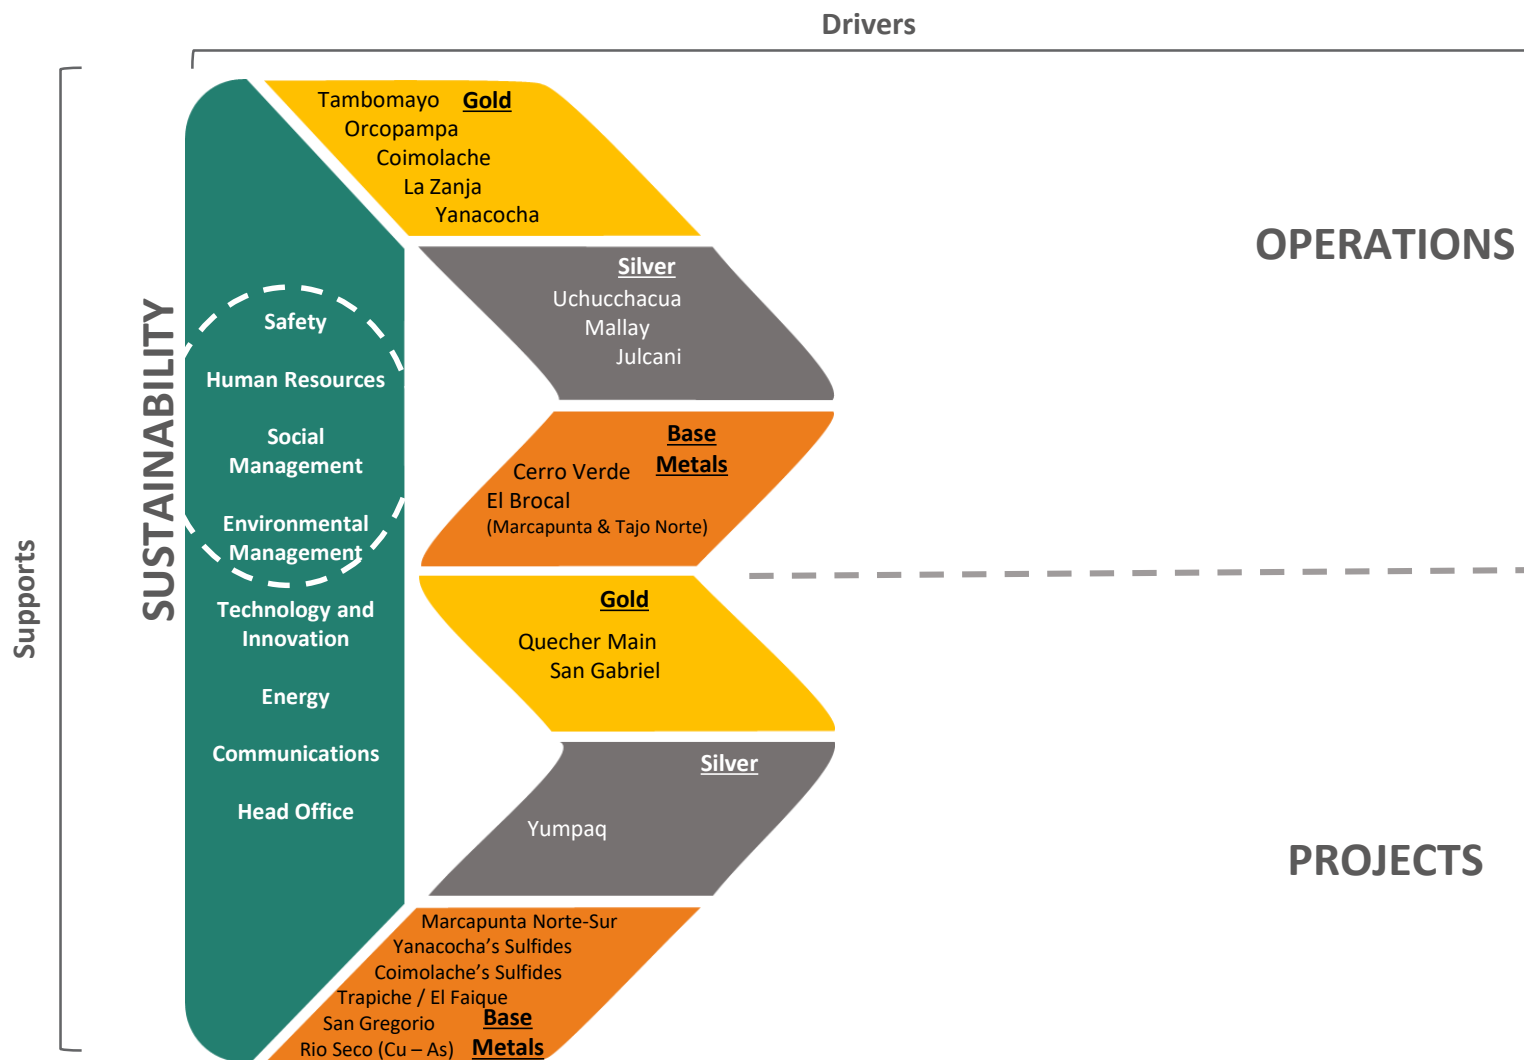 Drivers
Supports
SUSTAINABILITY
Safety
Human Resources
Social
Management
Environmental
Management
Technology and
Innovation
Energy
Communications
Head Office
Tambomayo Gold
Orcopampa
Coimolache
La Zanja
Yanacocha
Silver
Uchucchacua
Mallay
Julcani
Base
Metals
Cerro Verde
El Brocal
(Marcapunta & Tajo Norte)
OPERATIONS
Gold
Quecher Main
San Gabriel
Silver
Yumpaq
Marcapunta Norte-Sur
Yanacocha’s Sulfides
Coimolache’s Sulfides
Trapiche / El Faique
San Gregorio
Rio Seco (Cu – As)
Base
Metals
PROJECTS